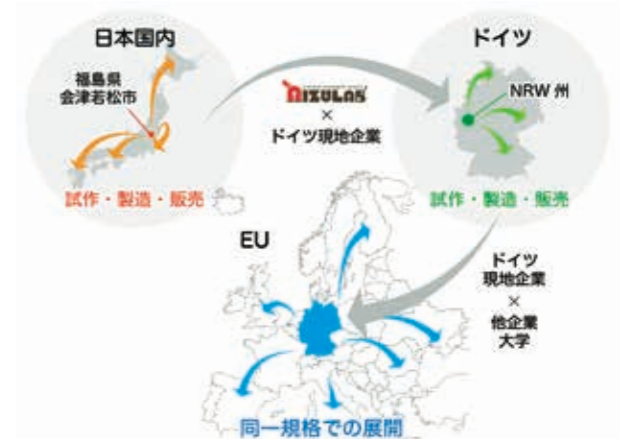 日本国内
福島県
会津若松市
試作・製造・販売
AIZULAS
×
ドイツ現地企業
ドイツ
NRW 州
試作・製造・販売
EU
ドイツ
現地企業
×
他企業
大学
同一規格での展開